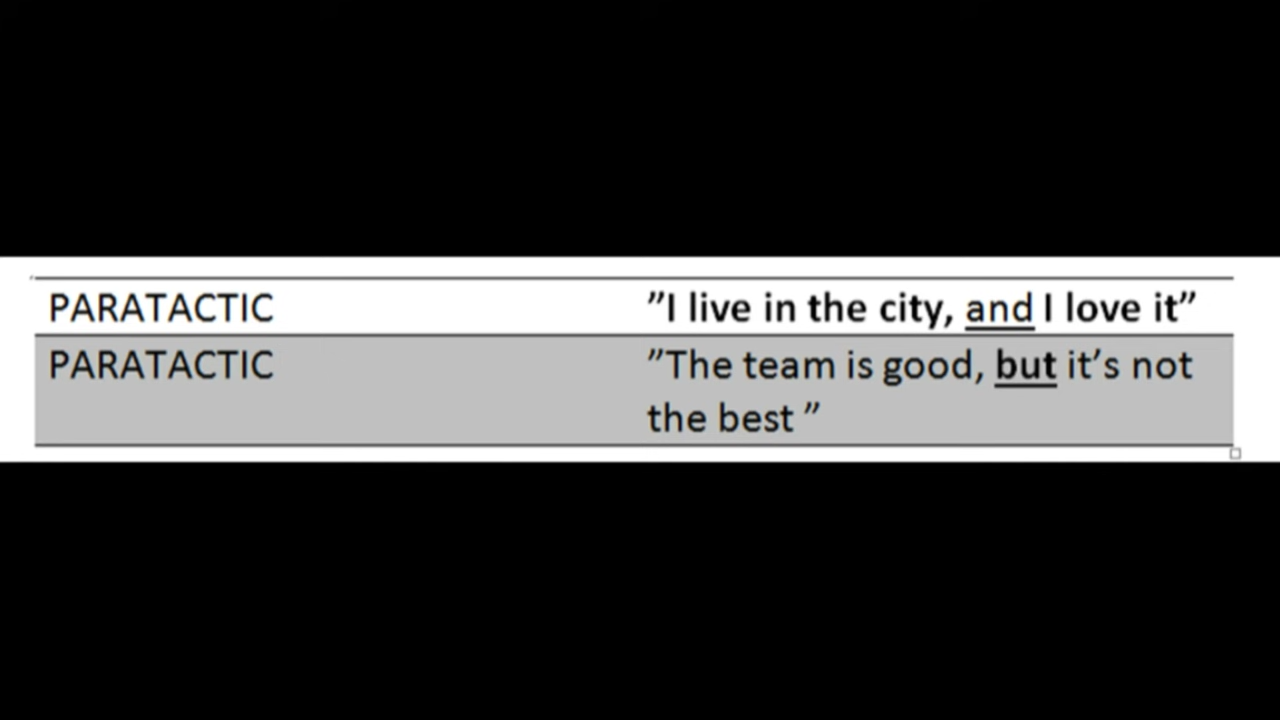 PARATACTIC ”I live in the city, and I love it”
PARATACTIC ”The team is good, but it’s not
the best ”